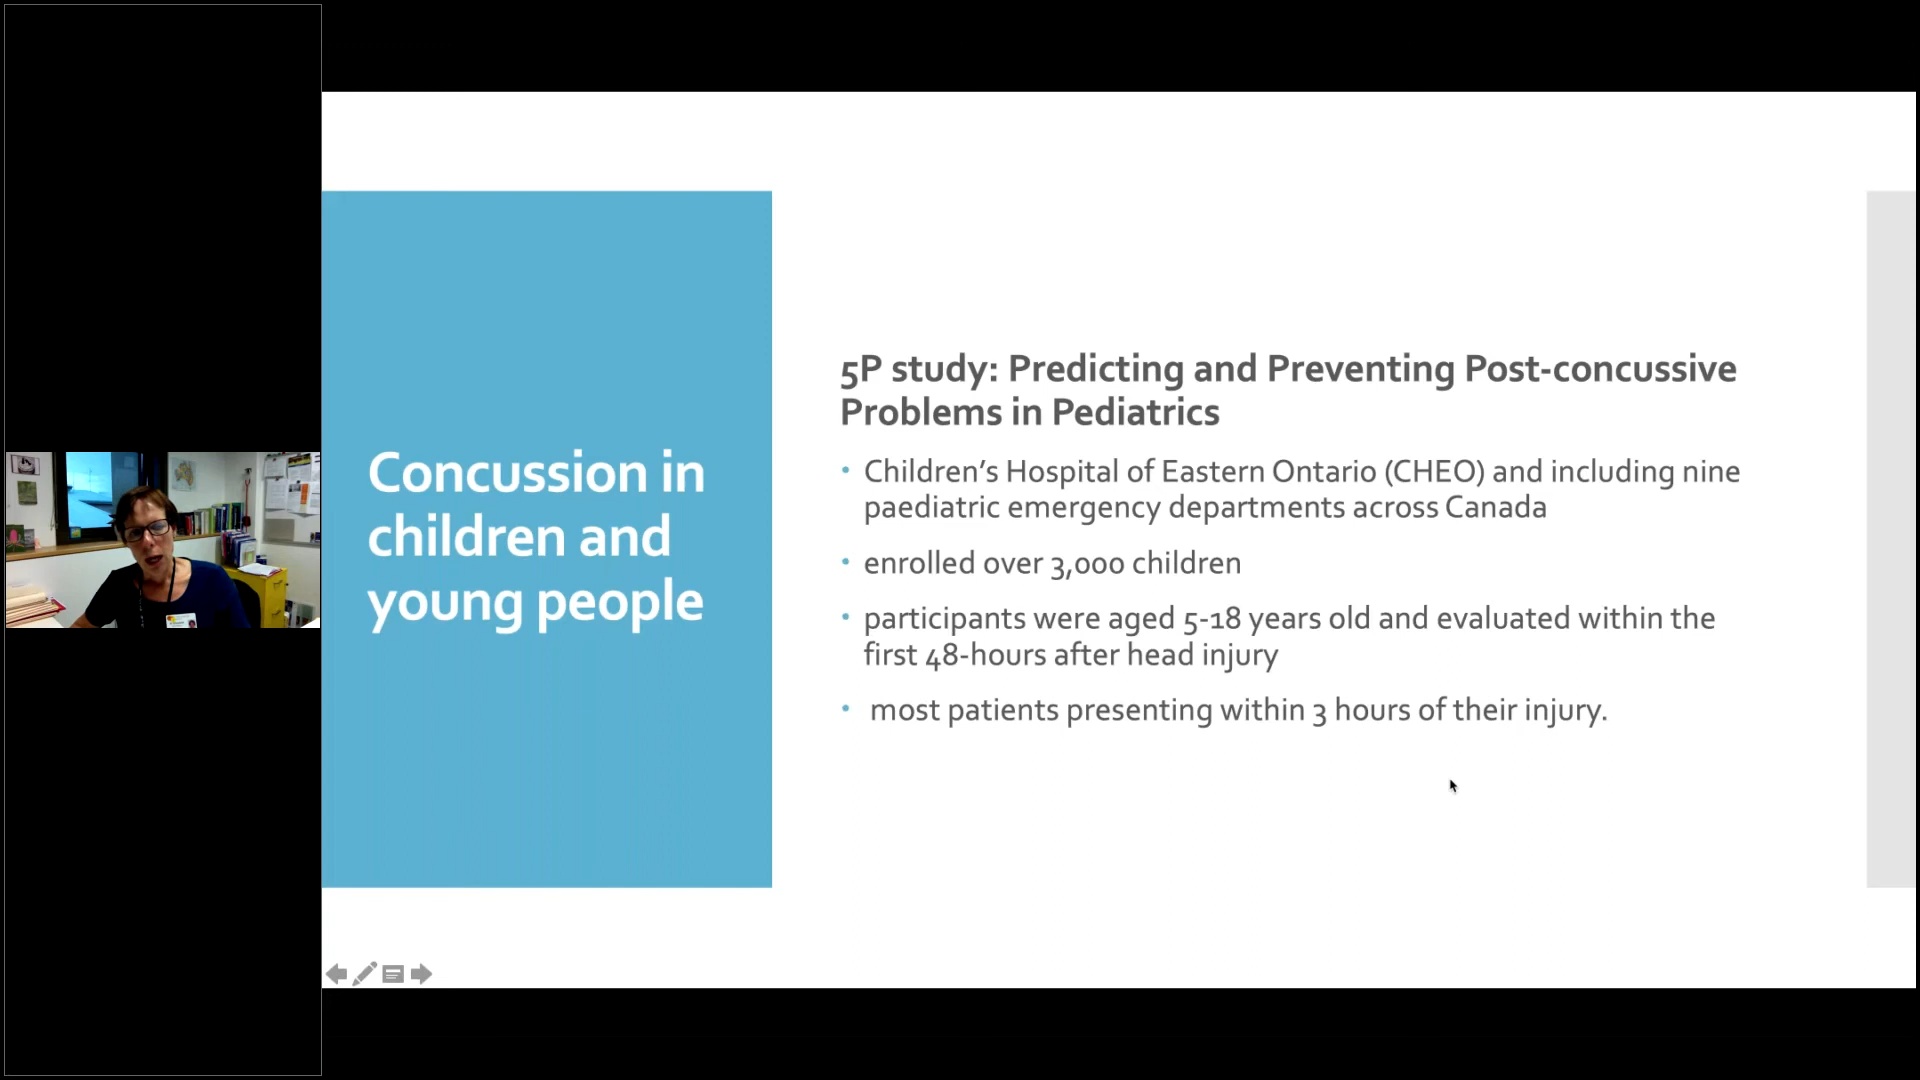 Concussion in
children and
young people
5P study: Predicting and Preventing Post-concussive
Problems in Pediatrics
• Children’s Hospital of Eastern Ontario (CHEO) and including nine
paediatric emergency departments across Canada
• enrolled over 3,000 children
• participants were aged 5-18 years old and evaluated within the
first 48-hours after head injury
• most patients presenting within 3 hours of their injury.